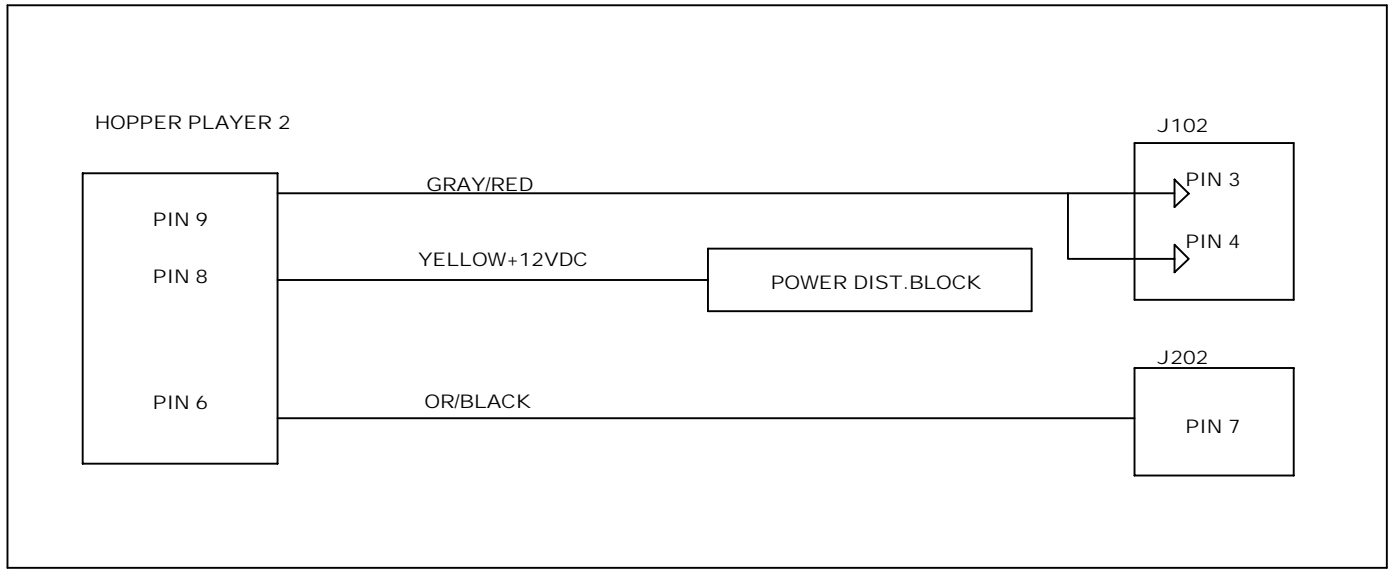 HOPPER PLAYER 2
J102
GRAY/RED
PIN 3
PIN 9
PIN 4
YELLOW+12VDC
PIN 8
POWER DIST.BLOCK
J202
PIN 6
OR/BLACK
PIN 7